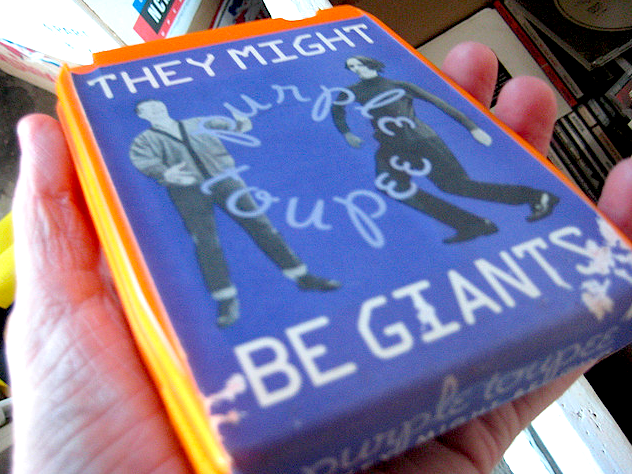 THEY MIGHT
purple
toupee
BE GIANTS
purple toupee